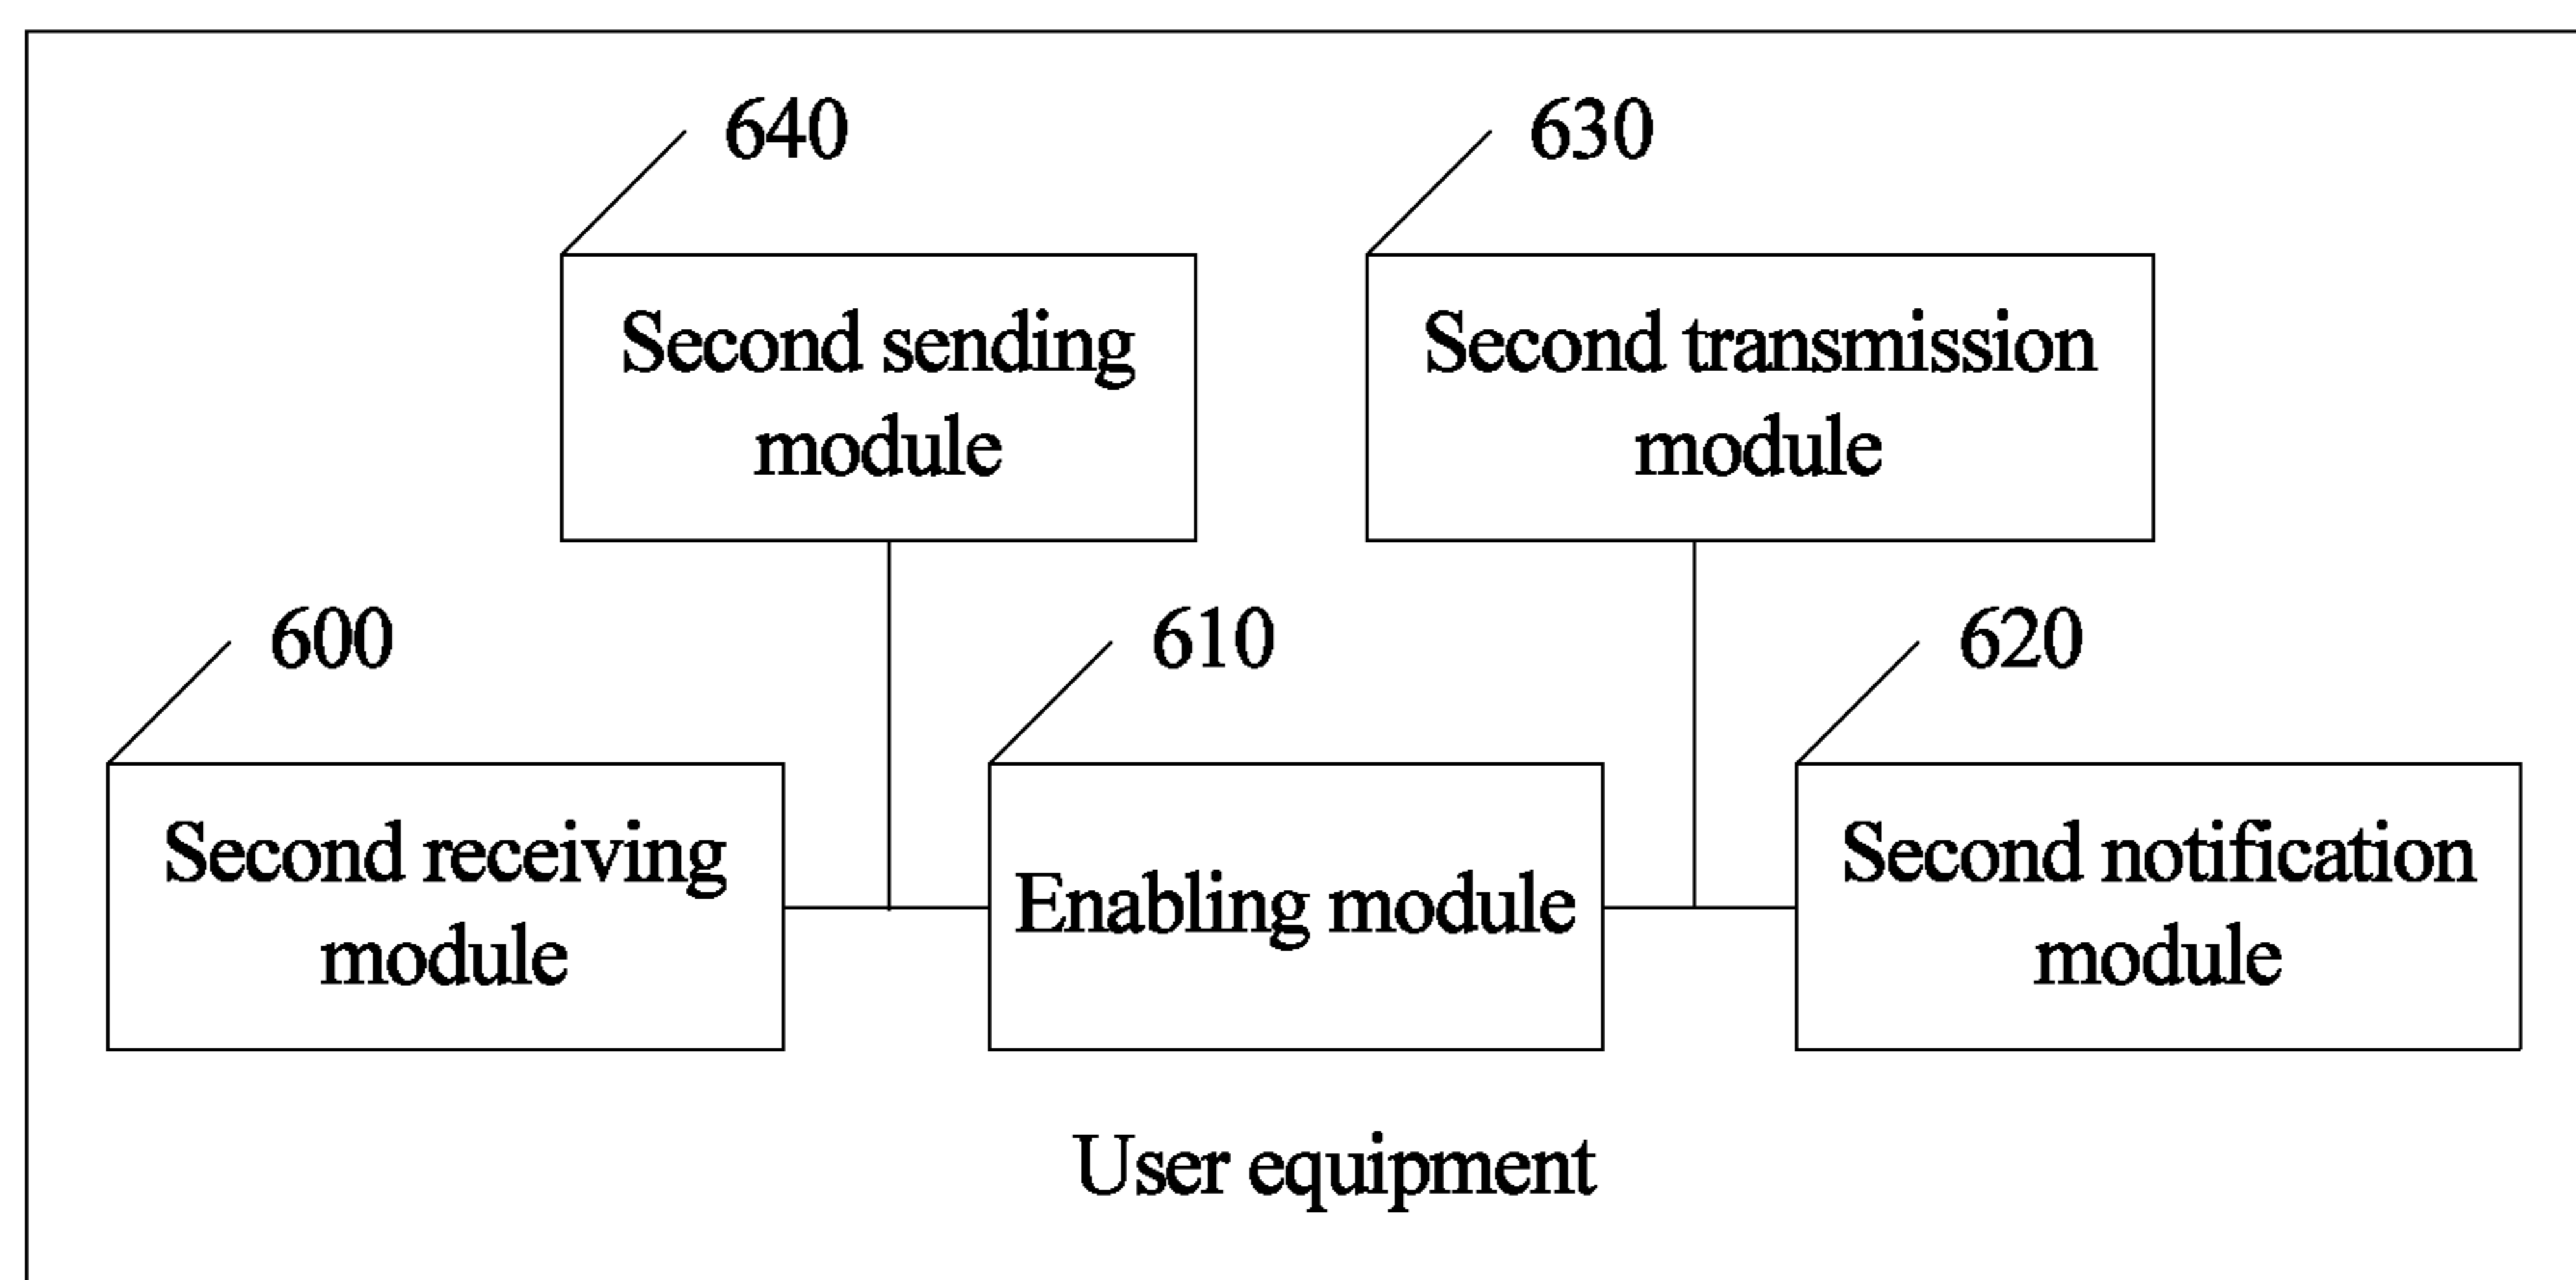 640
630
Second sending
module
Second transmission
module
600
610
620
Second receiving
module
Enabling module
Second notification
module
User equipment